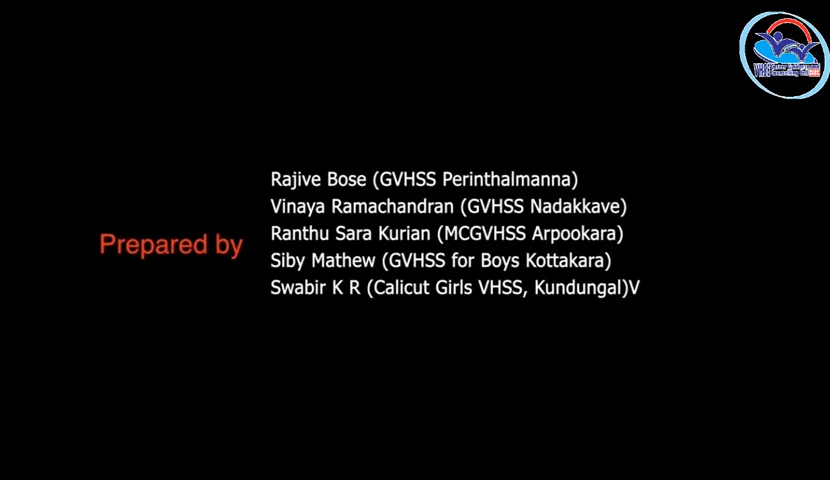 Prepared by
Rajive Bose (GVHSS Perinthalmanna)
Vinaya Ramachandran (GVHSS Nadakkave)
Ranthu Sara Kurian (MCGVHSS Arpookara)
Siby Mathew (GVHSS for Boys Kottakara)
Swabir K R (Calicut Girls VHSS, Kundungal)V